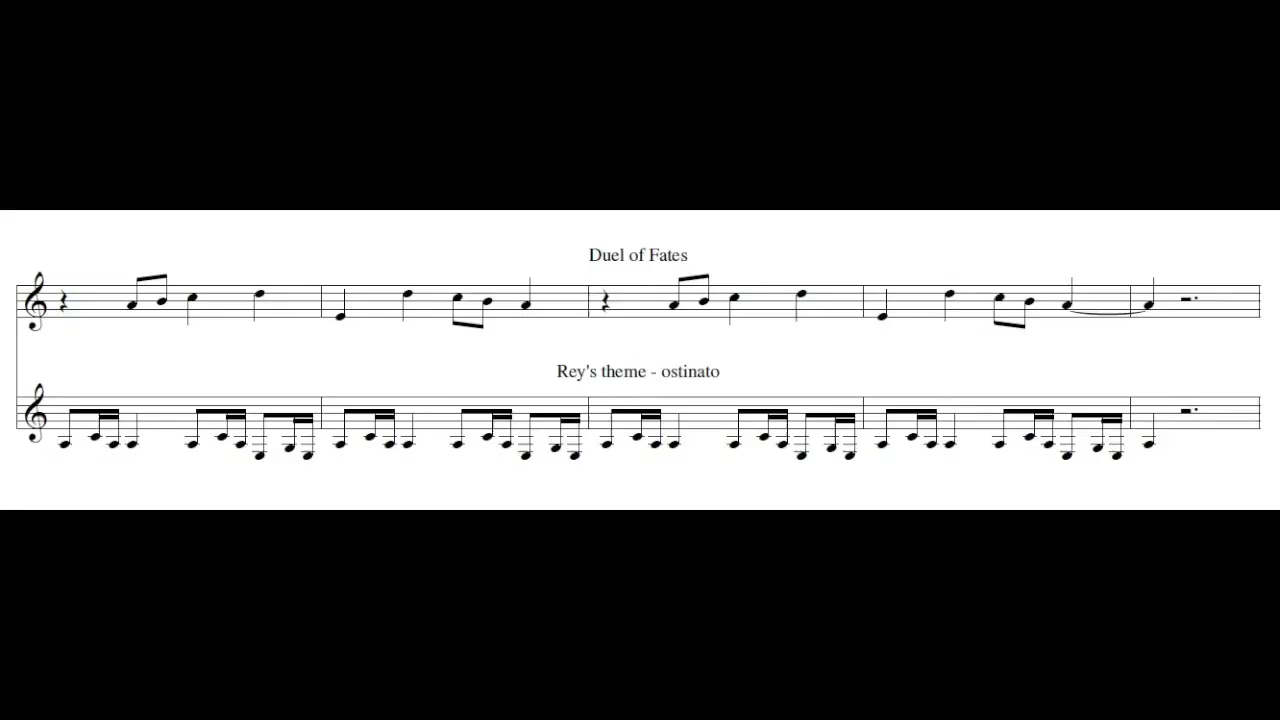 Duel of Fates
Rey's theme - ostinato